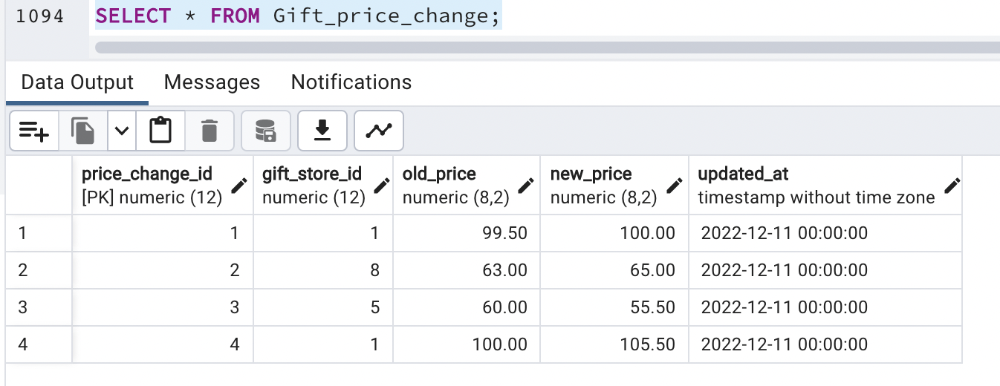 1094 SELECT * FROM Gift_price_change;
Data Output Messages Notifications
price_change_id gift_store_id old_price new_price updated_at
[PK] numeric (12) numeric (12) numeric (8,2) numeric (8,2) timestamp without time zone
1 1 1 99.50 100.00 2022-12-11 00:00:00
2 2 8 63.00 65.00 2022-12-11 00:00:00
3 3 5 60.00 55.50 2022-12-11 00:00:00
4 4 1 100.00 105.50 2022-12-11 00:00:00